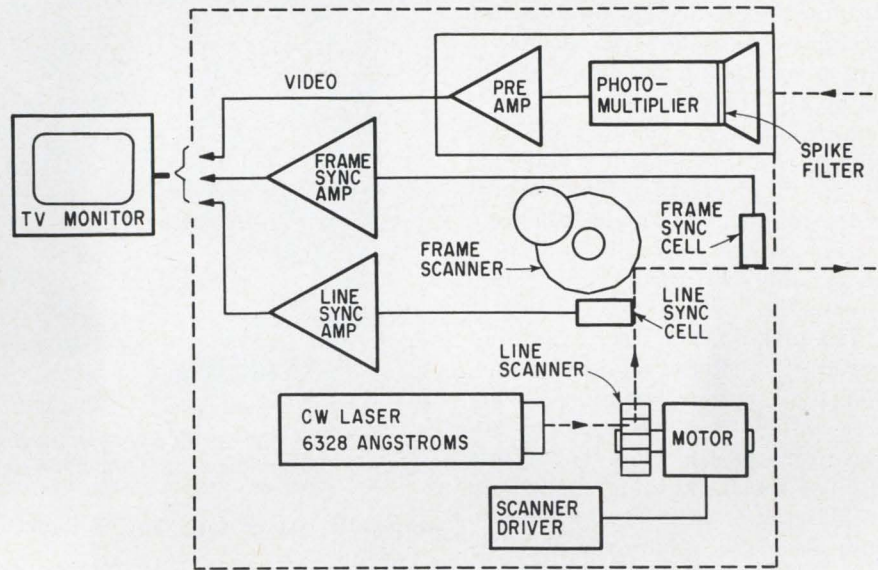 VIDEO
PRE
AMP
PHOTO-
MULTIPLIER
SPIKE
FILTER
TV MONITOR
FRAME
SYNC
AMP
FRAME
SCANNER
FRAME
SYNC
CELL
LINE
SYNC
AMP
LINE
SYNC
CELL
LINE
SCANNER
CW LASER
6328 ANGSTROMS
MOTOR
SCANNER
DRIVER